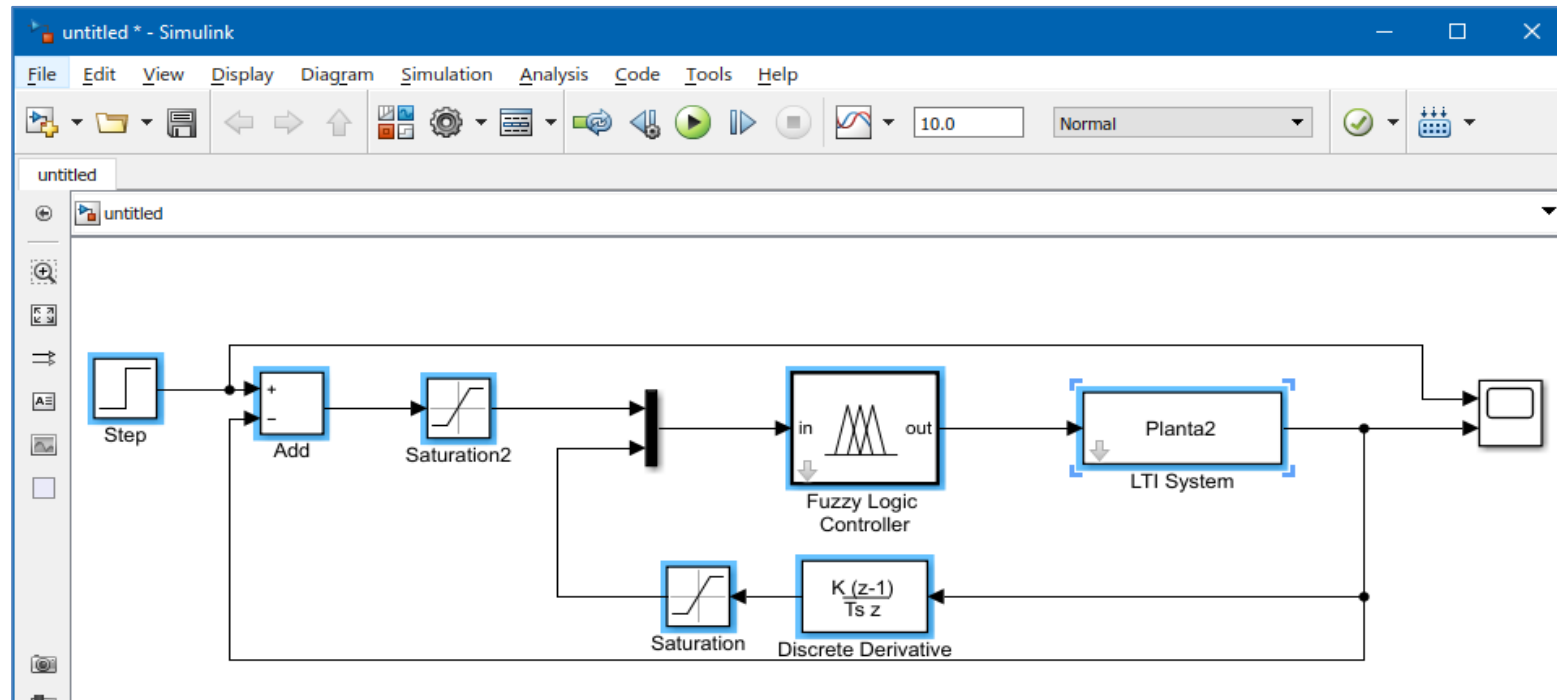 untitled * - Simulink
File Edit View Display Diagram Simulation Analysis Code Tools Help
10.0 Normal
untitled
untitled
Step
+
−
Add
Saturation2
in out
Fuzzy Logic
Controller
Planta2
LTI System
Saturation
K (z-1)
Ts z
Discrete Derivative